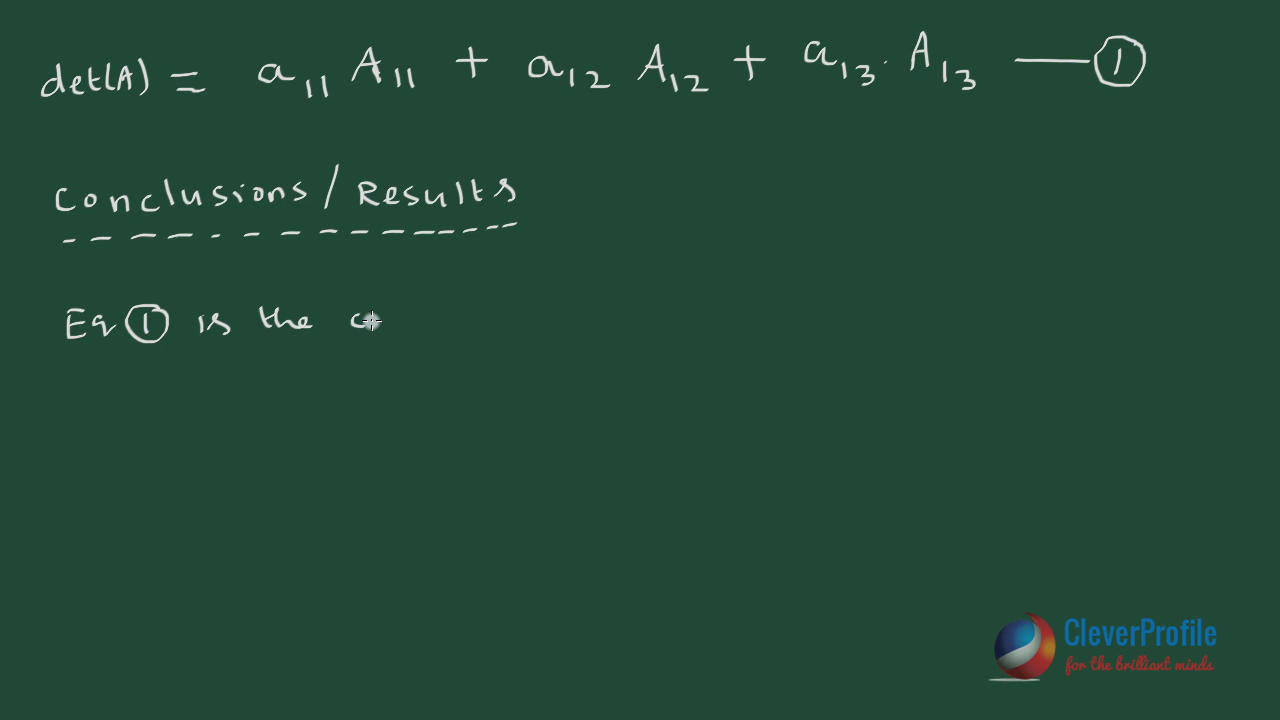 det(A) = a11 A11 + a12 A12 + a13. A13 — ①
Conclusions / Results
Eq ① is the c
CleverProfile
for the brilliant minds